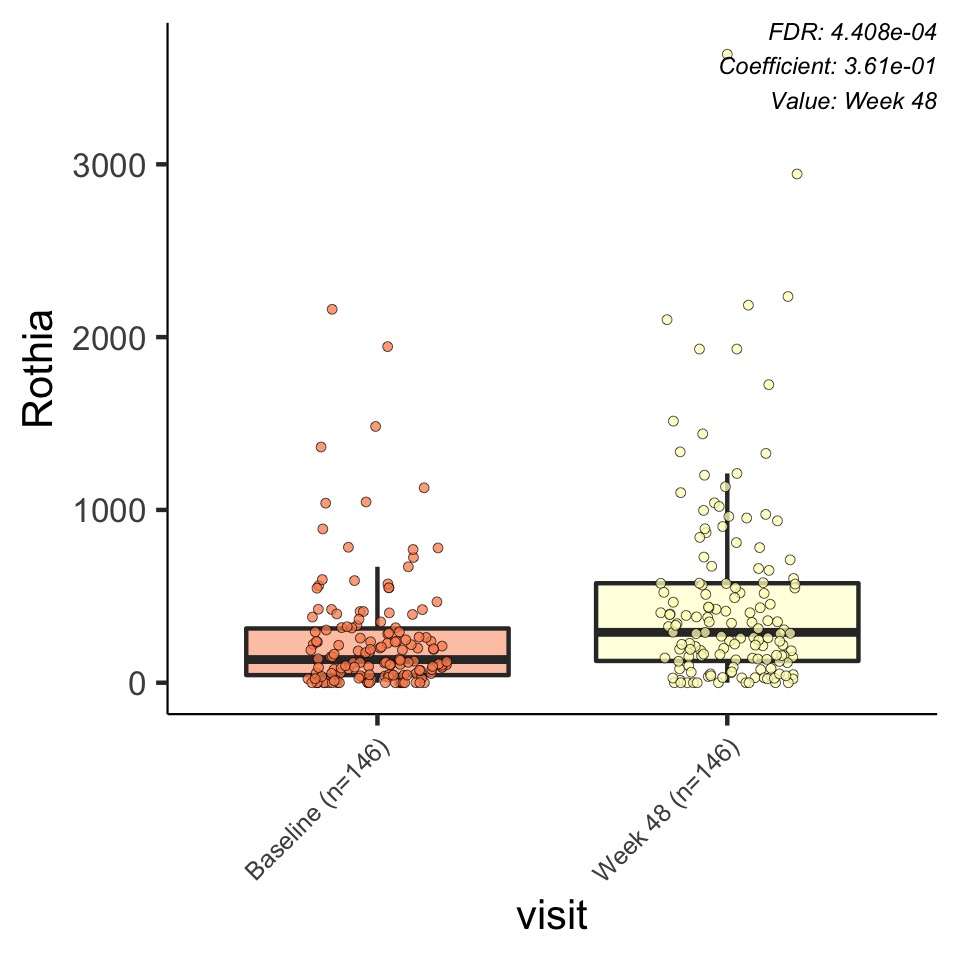 FDR: 4.408e-04
Coefficient: 3.61e-01
Value: Week 48
Rothia
3000
2000
1000
0
Baseline (n=146)
Week 48 (n=146)
visit